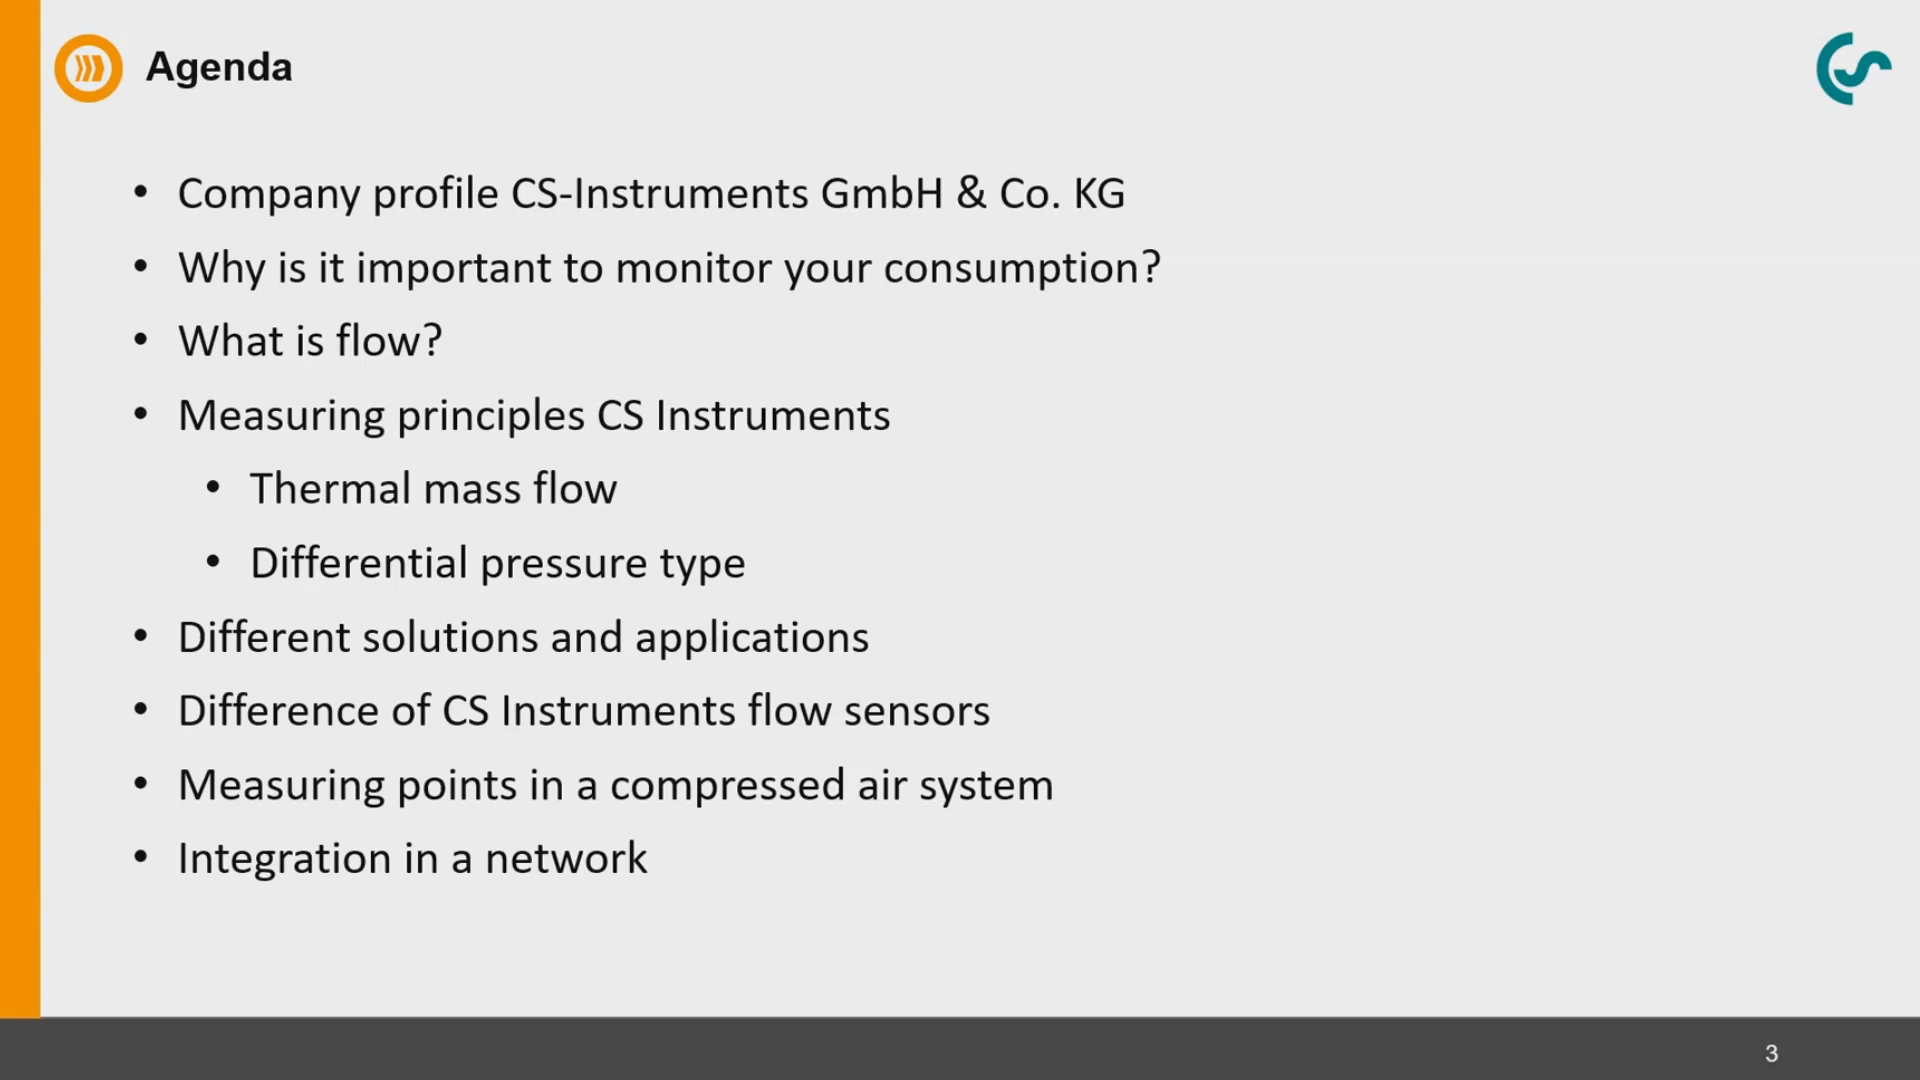 Agenda
• Company profile CS-Instruments GmbH & Co. KG
• Why is it important to monitor your consumption?
• What is flow?
• Measuring principles CS Instruments
• Thermal mass flow
• Differential pressure type
• Different solutions and applications
• Difference of CS Instruments flow sensors
• Measuring points in a compressed air system
• Integration in a network
3